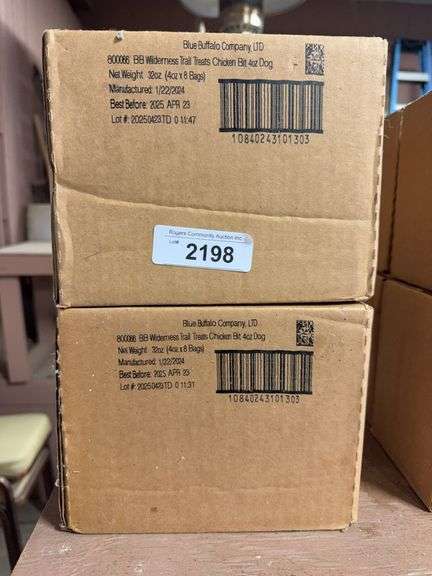 Blue Buffalo Company, LTD
800066 BB Wilderness Trail Treats Chicken Bit 4oz Dog
Net Weight 32oz (4oz x 8 Bags)
Manufactured: 1/22/2024
Best Before: 2025 APR 23
Lot #: 20250423TD 0 11:47
10840243101303
Rogers Community Auction Inc.
Lot#
2198
Blue Buffalo Company, LTD
800066 BB Wilderness Trail Treats Chicken Bit 4oz Dog
Net Weight 32oz (4oz x 8 Bags)
Manufactured: 1/22/2024
Best Before: 2025 APR 23
Lot #: 20250423TD 0 11:31
10840243101303